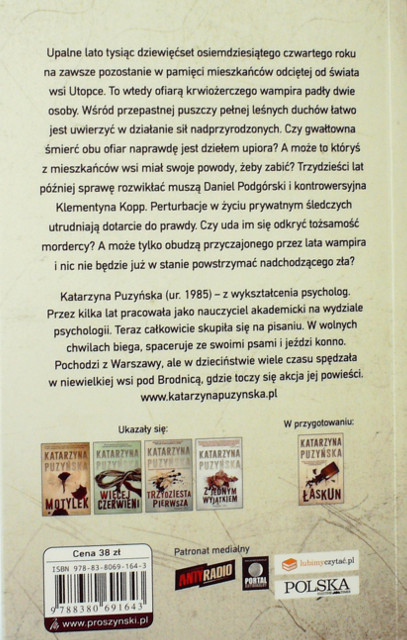 Upalne lato tysiąc dziewięćset osiemdziesiątego czwartego roku
na zawsze pozostanie w pamięci mieszkańców odciętej od świata
wsi Utopce. To wtedy ofiarą krwiożerczego wampira padły dwie
osoby. Wśród przepastnej puszczy pełnej leśnych duchów łatwo
jest uwierzyć w działanie sił nadprzyrodzonych. Czy gwałtowna
śmierć obu ofiar naprawdę jest dziełem upiora? A może to któryś
z mieszkańców wsi miał swoje powody, żeby zabić? Trzydzieści lat
później sprawę rozwikłać muszą Daniel Podgórski i kontrowersyjna
Klementyna Kopp. Perturbacje w życiu prywatnym śledczych
utrudniają dotarcie do prawdy. Czy uda im się odkryć tożsamość
mordercy? A może tylko obudzą przyczajonego przez lata wampira
i nic nie będzie już w stanie powstrzymać nadchodzącego zła?
Katarzyna Puzyńska (ur. 1985) – z wykształcenia psycholog.
Przez kilka lat pracowała jako nauczyciel akademicki na wydziale
psychologii. Teraz całkowicie skupiła się na pisaniu. W wolnych
chwilach biega, spaceruje ze swoimi psami i jeździ konno.
Pochodzi z Warszawy, ale w dzieciństwie wiele czasu spędzała
w niewielkiej wsi pod Brodnicą, gdzie toczy się akcja jej powieści.
www.katarzynapuzynska.pl
Ukazały się:
W przygotowaniu:
KATARZYNA
PUZYŃSKA
MOTYLEK
KATARZYNA
PUZYŃSKA
WIĘCEJ
CZERWIENI
KATARZYNA
PUZYŃSKA
TRZYDZIESTA
PIERWSZA
KATARZYNA
PUZYŃSKA
Z JEDNYM
WYJĄTKIEM
KATARZYNA
PUZYŃSKA
ŁASKUN
Cena 38 zł
ISBN 978-83-8069-164-3
9 788380 691643
www.proszynski.pl
Patronat medialny
ANTYRADIO
PORTAL
lubimyczytać.pl
POLSKA